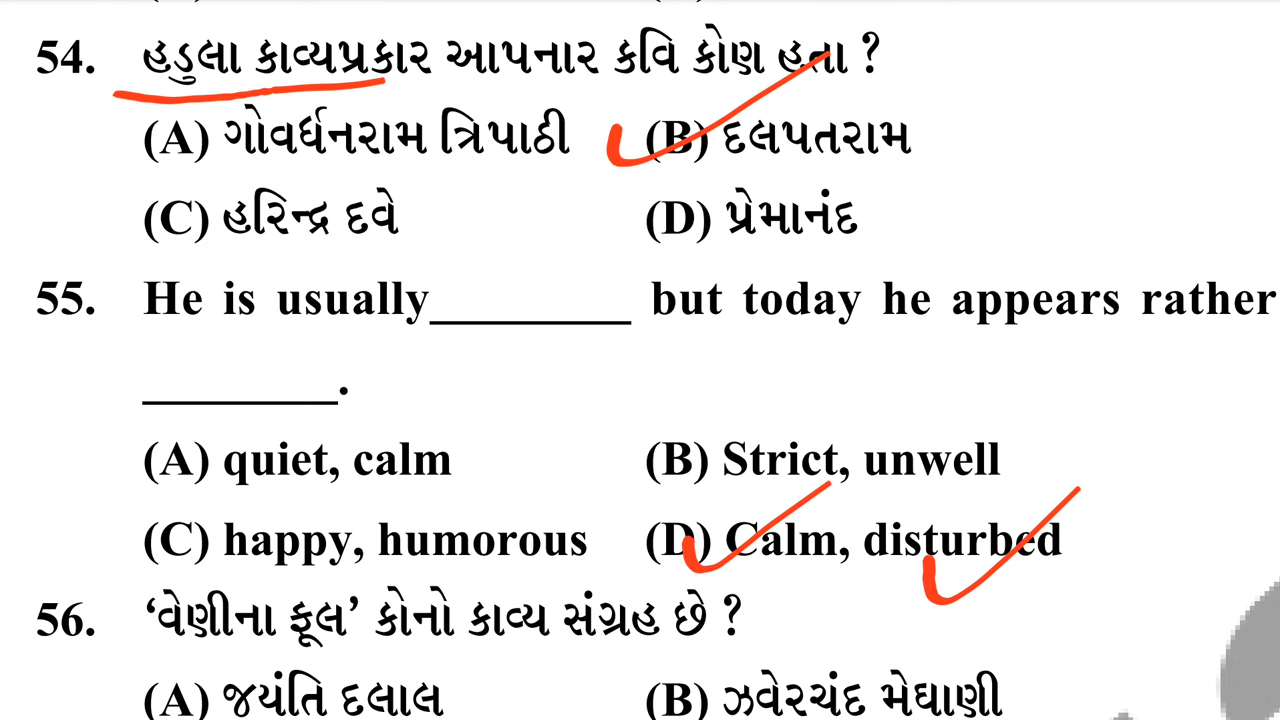 54. હડુલા કાવ્યપ્રકાર આપનાર કવિ કોણ હતા ?
(A) ગોવર્ધનરામ ત્રિપાઠી (B) દલપતરામ
(C) હરિન્દ્ર દવે (D) પ્રેમાનંદ
55. He is usually________ but today he appears rather
________.
(A) quiet, calm (B) Strict, unwell
(C) happy, humorous (D) Calm, disturbed
56. ‘વેણીના ફૂલ’ કોનો કાવ્ય સંગ્રહ છે ?
(A) જયંતિ દલાલ (B) ઝવેરચંદ મેઘાણી